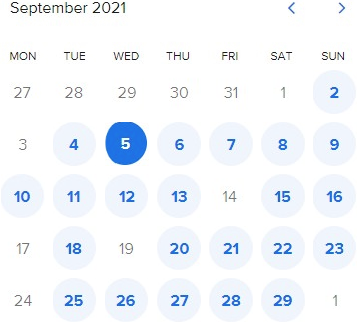 September 2021
MON TUE WED THU FRI SAT SUN
27 28 29 30 31 1 2
3 4 5 6 7 8 9
10 11 12 13 14 15 16
17 18 19 20 21 22 23
24 25 26 27 28 29 1